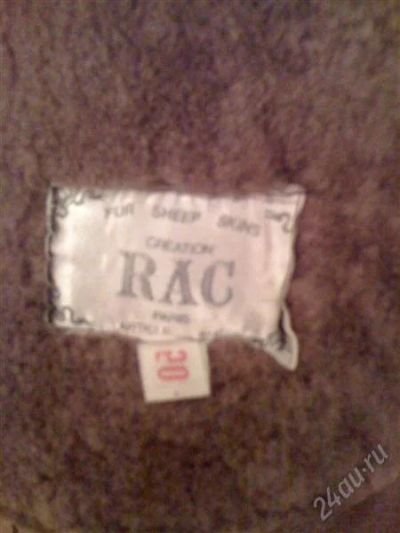 FUR SHEEP SKINS
CREATION
RAC
PARIS
50
24au.ru